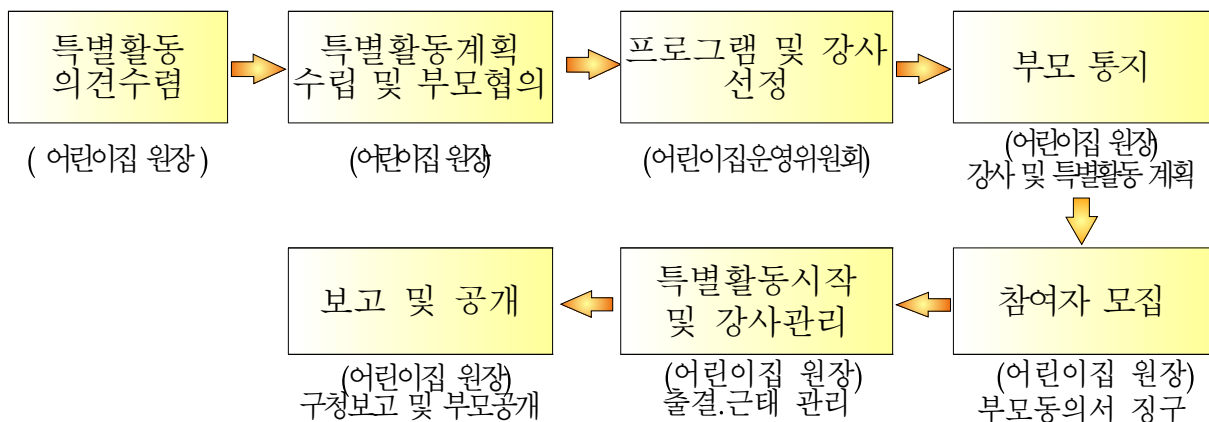 특별활동
의견수렴
( 어린이집 원장 )
특별활동계획
수립 및 부모협의
(어린이집 원장)
프로그램 및 강사
선정
(어린이집운영위원회)
부모 통지
(어린이집 원장)
강사 및 특별활동 계획
참여자 모집
(어린이집 원장)
부모동의서 징구
특별활동시작
및 강사관리
(어린이집 원장)
출결.근태 관리
보고 및 공개
(어린이집 원장)
구청보고 및 부모공개